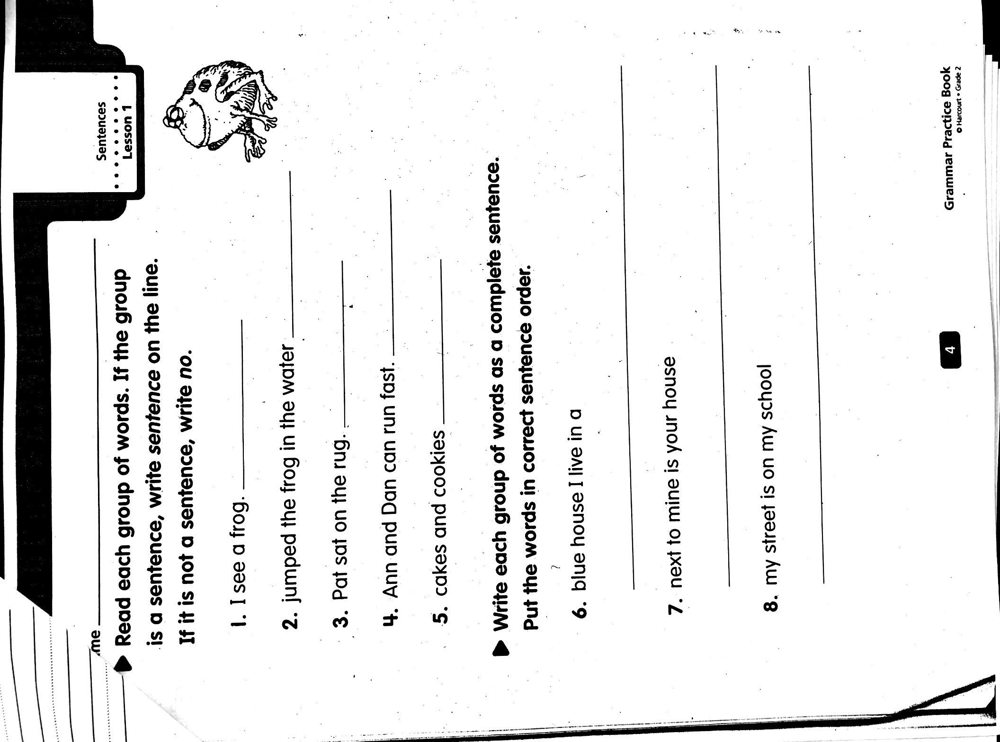 Sentences
Lesson 1
Read each group of words. If the group
is a sentence, write sentence on the line.
If it is not a sentence, write no.
1. I see a frog.
2. jumped the frog in the water
3. Pat sat on the rug.
4. Ann and Dan can run fast.
5. cakes and cookies
Write each group of words as a complete sentence.
Put the words in correct sentence order.
6. blue house I live in a
7. next to mine is your house
8. my street is on my school
4
Grammar Practice Book
© Harcourt • Grade 2